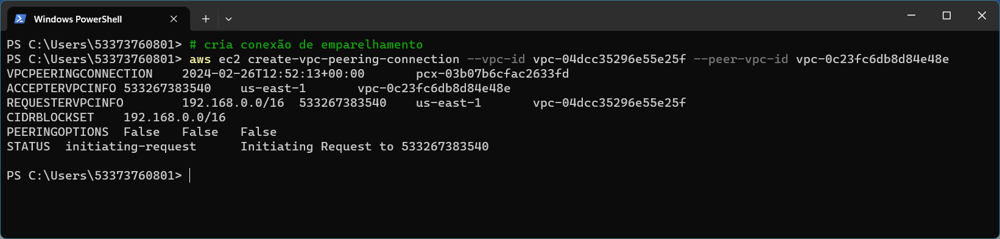 Windows PowerShell
PS C:\Users\53373760801> # cria conexão de emparelhamento
PS C:\Users\53373760801> aws ec2 create-vpc-peering-connection --vpc-id vpc-04dcc35296e55e25f --peer-vpc-id vpc-0c23fc6db8d84e48e
VPCPEERINGCONNECTION    2024-02-26T12:52:13+00:00       pcx-03b07b6cfac2633fd
ACCEPTERVPCINFO 533267383540    us-east-1       vpc-0c23fc6db8d84e48e
REQUESTERVPCINFO        192.168.0.0/16  533267383540    us-east-1       vpc-04dcc35296e55e25f
CIDRBLOCKSET    192.168.0.0/16
PEERINGOPTIONS  False   False   False
STATUS  initiating-request      Initiating Request to 533267383540
PS C:\Users\53373760801>